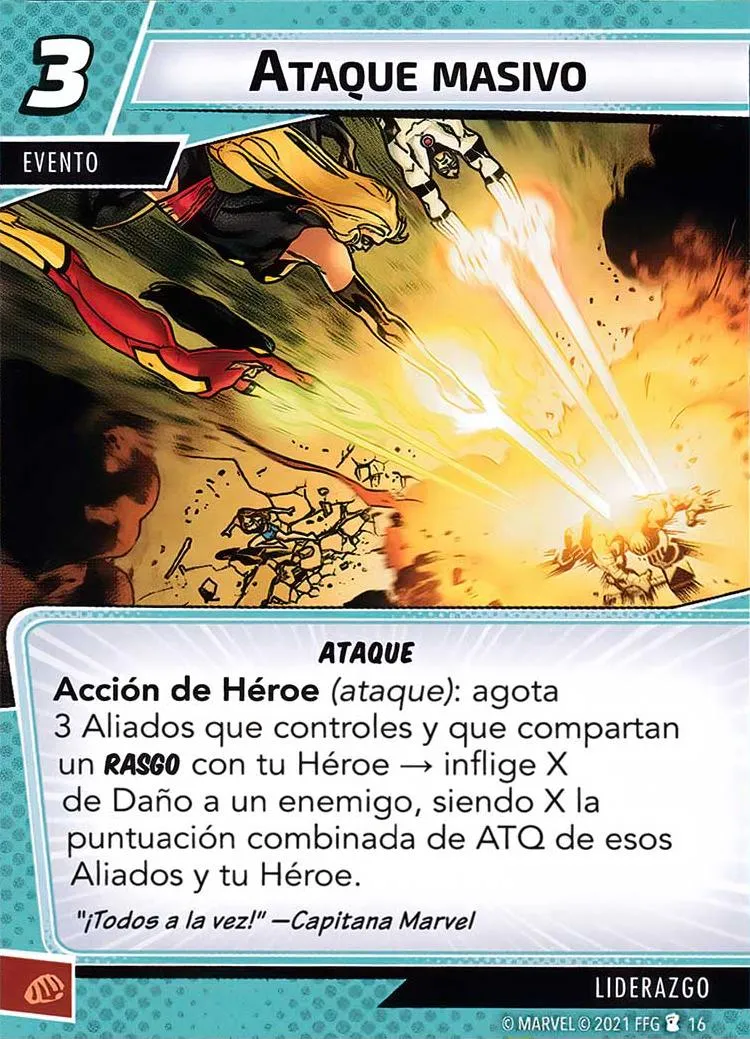 3
ATAQUE MASIVO
EVENTO
ATAQUE
Acción de Héroe (ataque): agota
3 Aliados que controles y que compartan
un RASGO con tu Héroe → inflige X
de Daño a un enemigo, siendo X la
puntuación combinada de ATQ de esos
Aliados y tu Héroe.
"¡Todos a la vez!" —Capitana Marvel
LIDERAZGO
© MARVEL © 2021 FFG 16